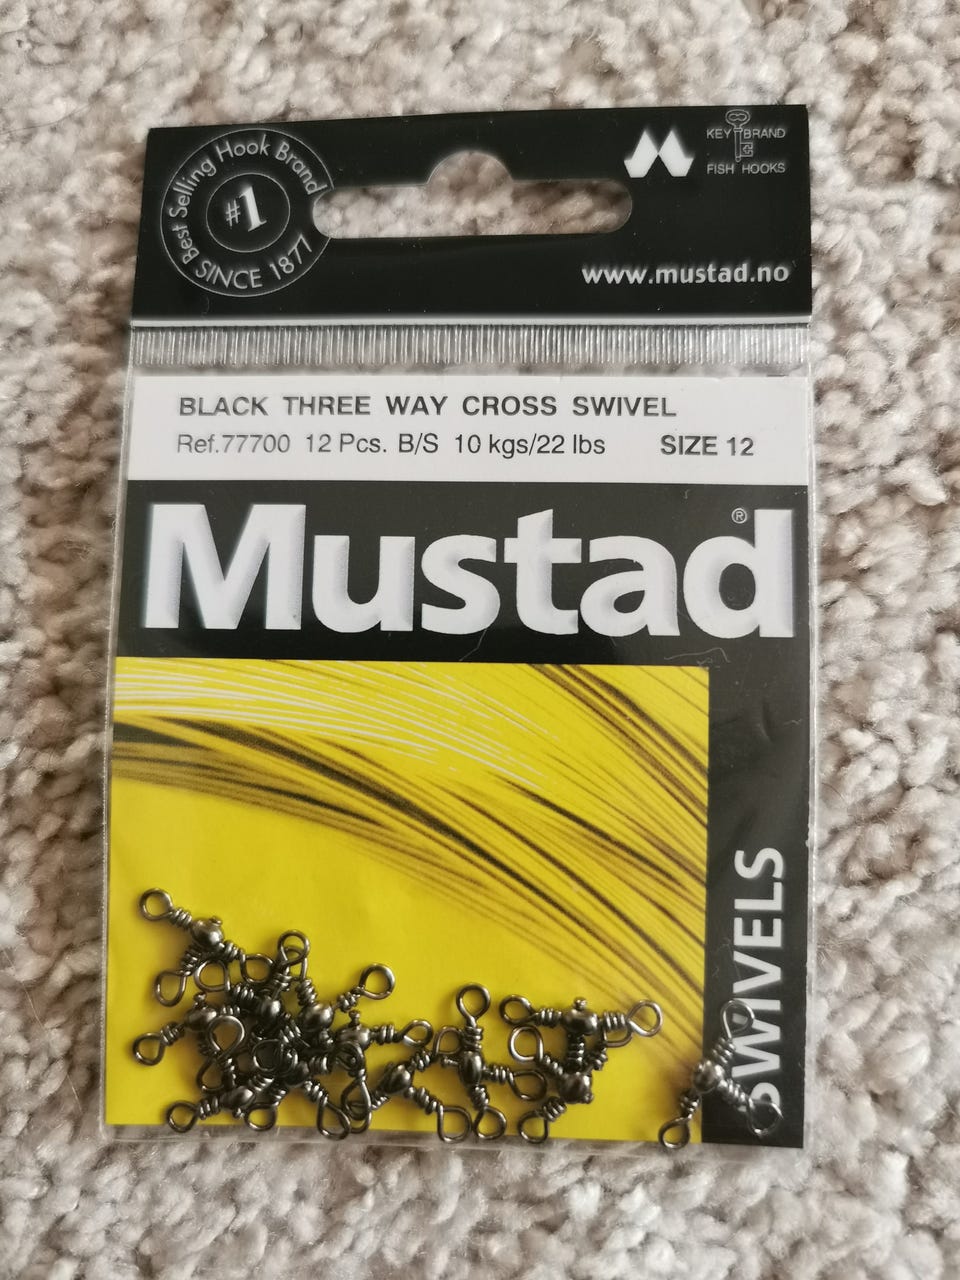 Best Selling Hook Brand
#1
SINCE 1877
KEY BRAND
FISH HOOKS
www.mustad.no
BLACK THREE WAY CROSS SWIVEL
Ref.77700 12 Pcs. B/S 10 kgs/22 lbs SIZE 12
Mustad®
SWIVELS